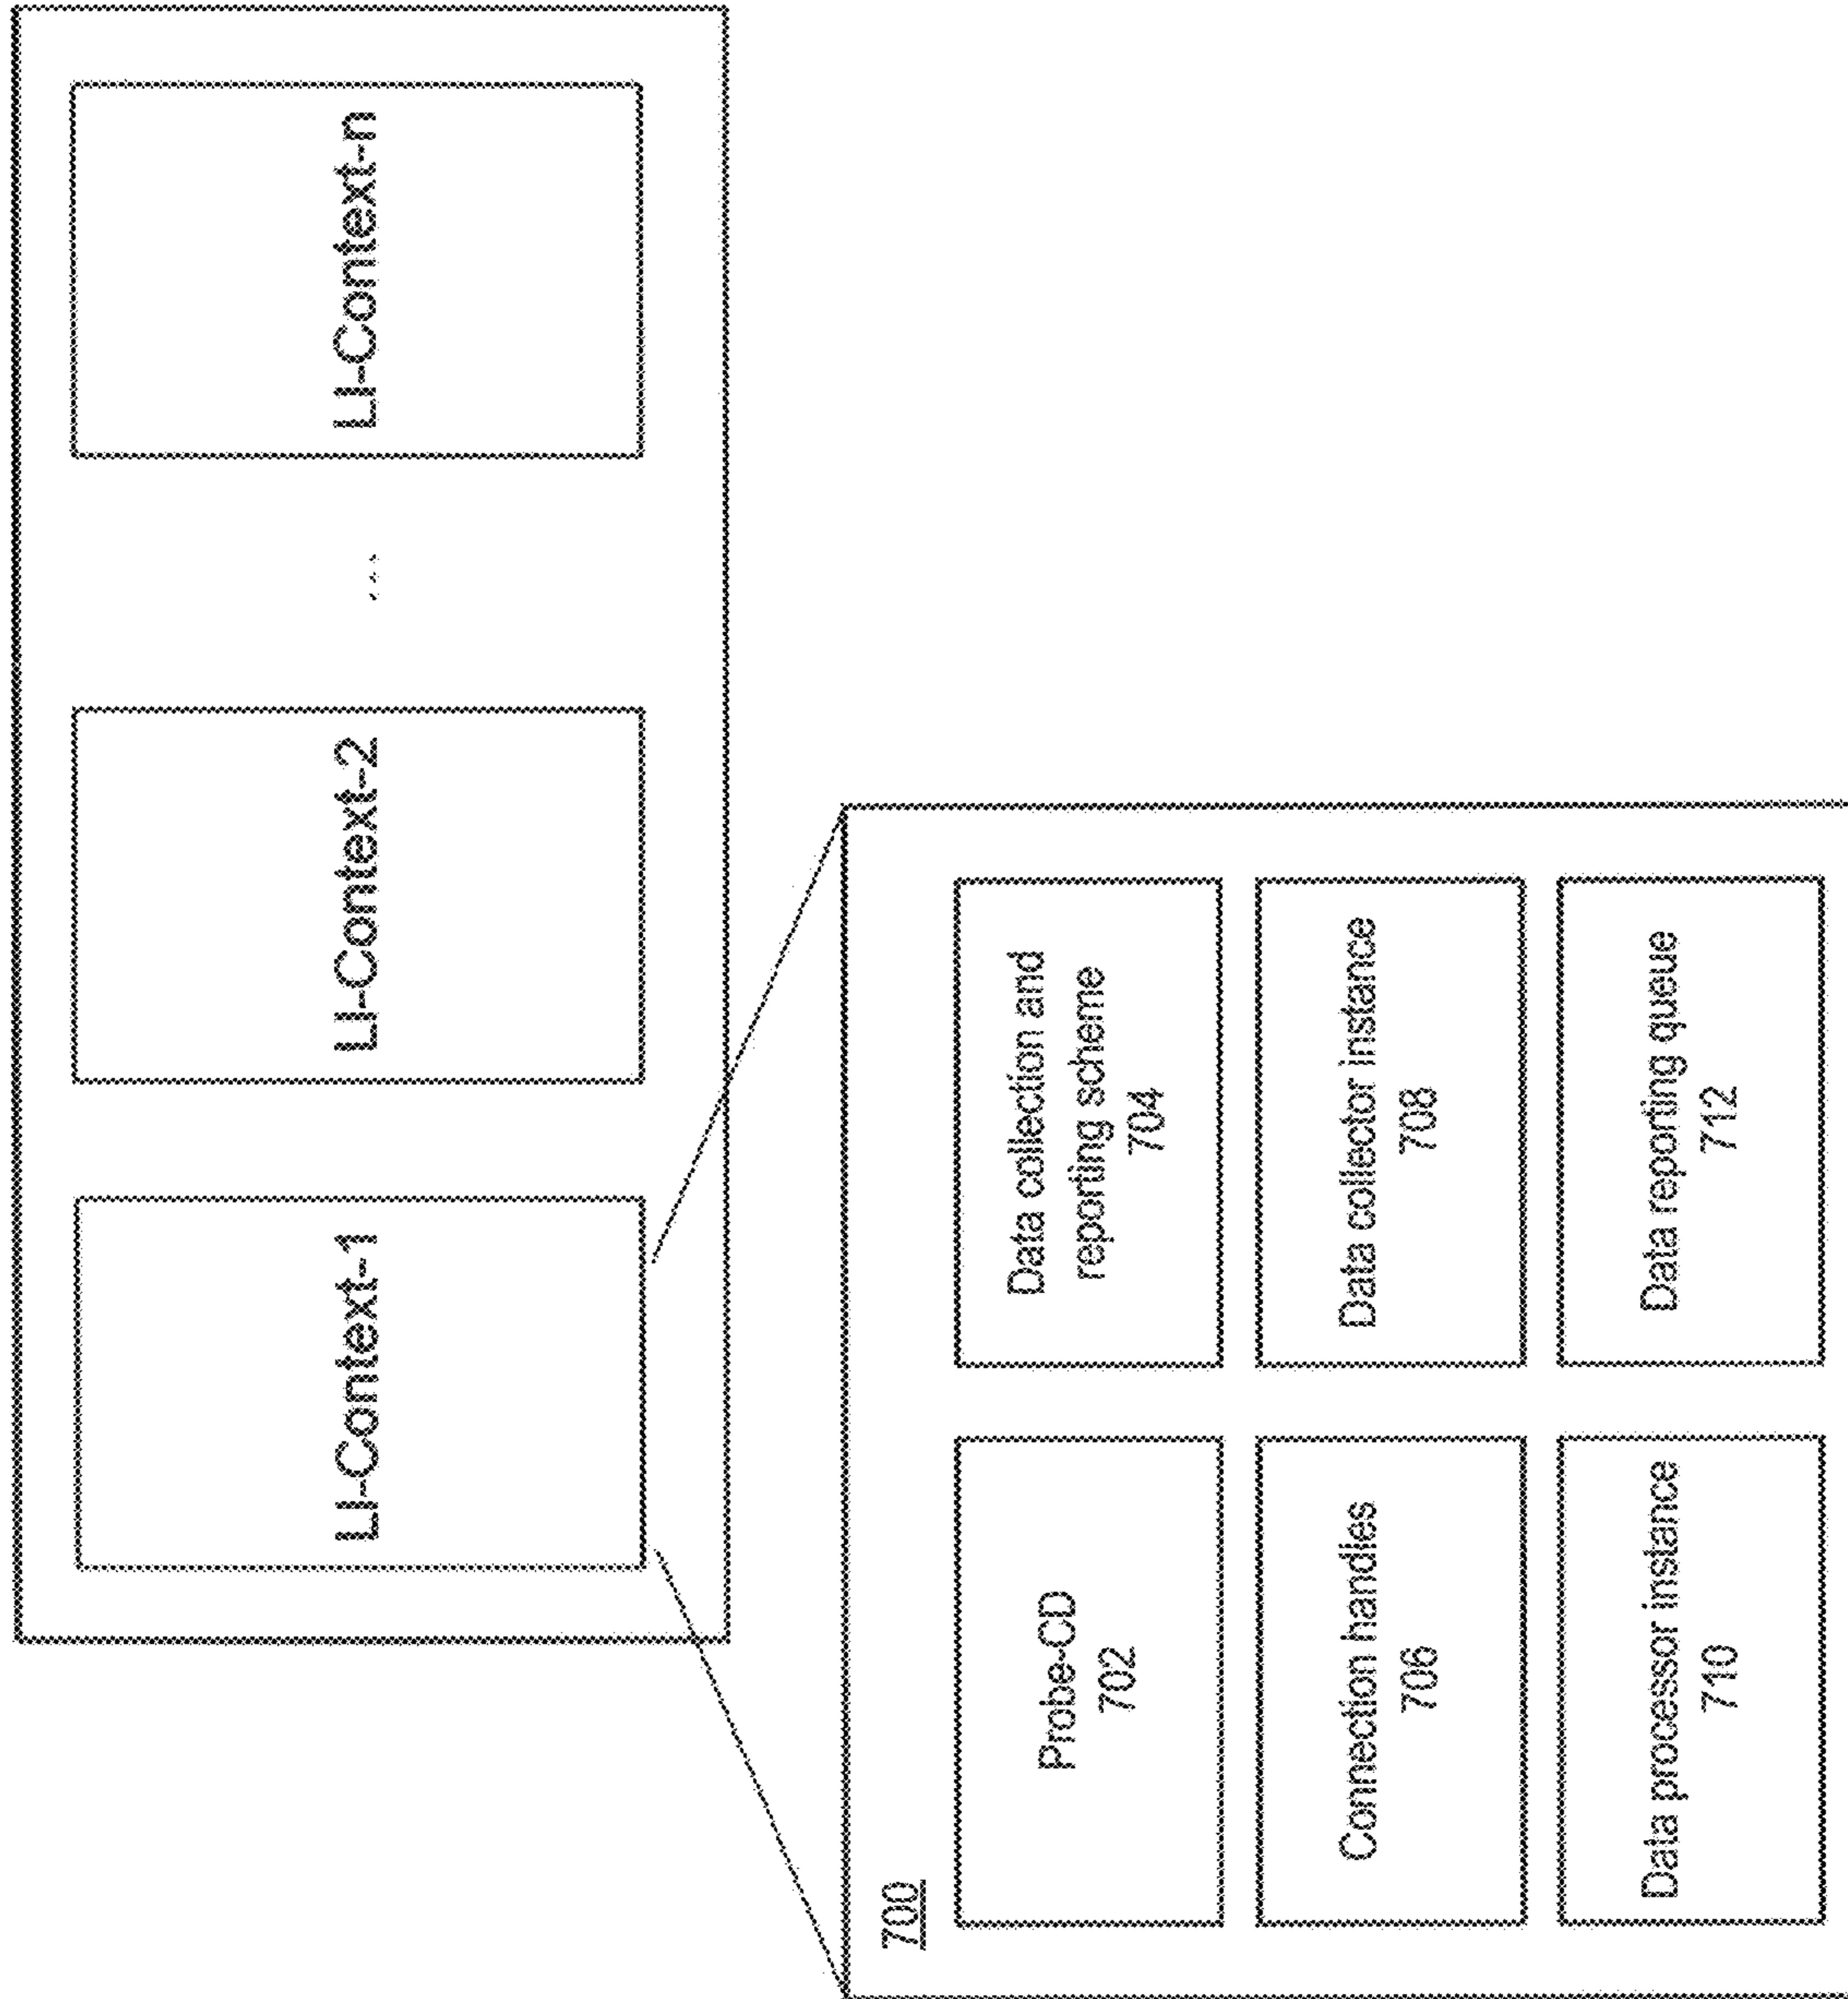 LI-Context-1
LI-Context-2
...
LI-Context-n
700
Probe-CD
702
Data collection and
reporting scheme
704
Connection handles
706
Data collector instance
708
Data processor instance
710
Data reporting queue
712